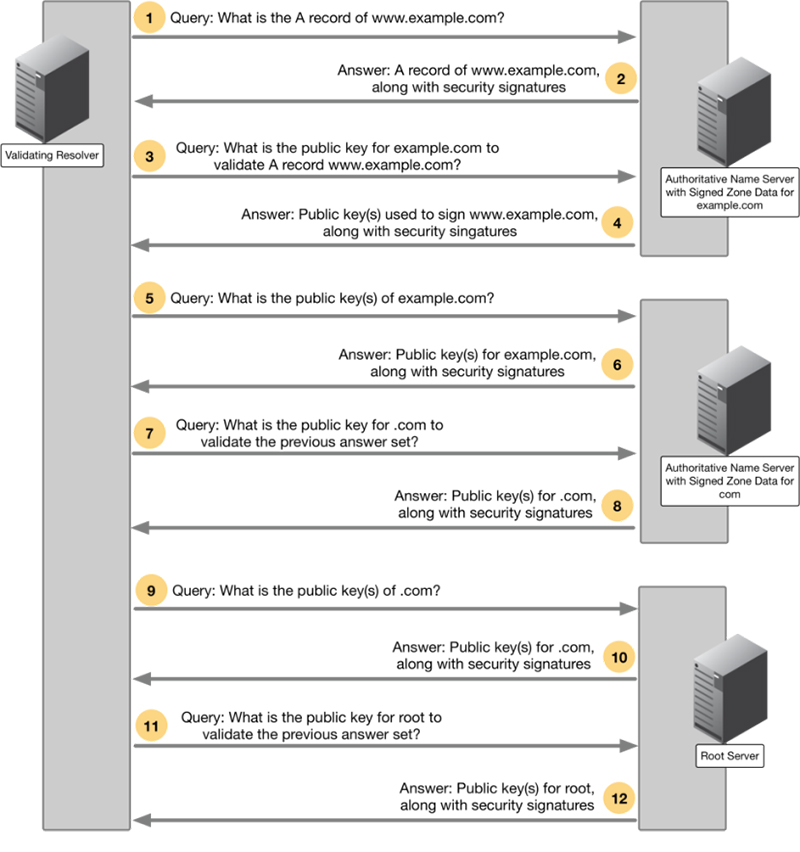 1
Query: What is the A record of www.example.com?
Answer: A record of www.example.com,
along with security signatures
2
Validating Resolver
3
Query: What is the public key for example.com to
validate A record www.example.com?
Authoritative Name Server
with Signed Zone Data for
example.com
Answer: Public key(s) used to sign www.example.com,
along with security singatures
4
5
Query: What is the public key(s) of example.com?
Answer: Public key(s) for example.com,
along with security signatures
6
7
Query: What is the public key for .com to
validate the previous answer set?
Authoritative Name Server
with Signed Zone Data for
com
Answer: Public key(s) for .com,
along with security signatures
8
9
Query: What is the public key(s) of .com?
Answer: Public key(s) for .com,
along with security signatures
10
11
Query: What is the public key for root to
validate the previous answer set?
Root Server
Answer: Public key(s) for root,
along with security signatures
12